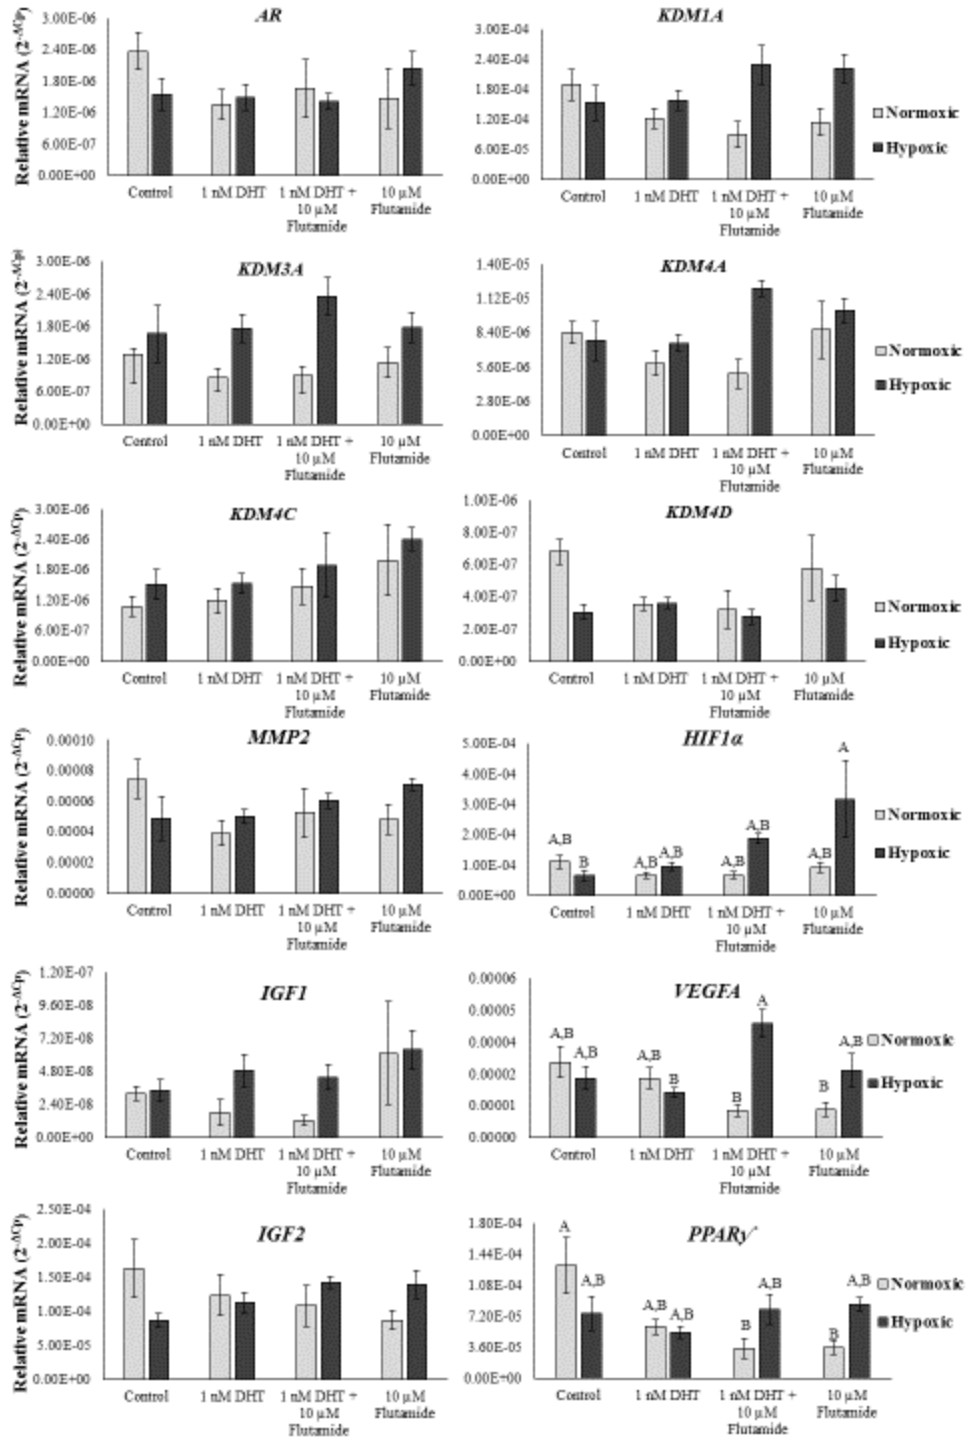 AR
Relative mRNA (2-ΔCp)
3.00E-06
2.40E-06
1.80E-06
1.20E-06
6.00E-07
0.00E+00
Control
1 nM DHT
1 nM DHT +
10 µM
Flutamide
10 µM
Flutamide
KDM1A
3.00E-04
2.40E-04
1.80E-04
1.20E-04
6.00E-05
0.00E+00
Control
1 nM DHT
1 nM DHT +
10 µM
Flutamide
10 µM
Flutamide
Normoxic
Hypoxic
KDM3A
Relative mRNA (2-ΔCp)
3.00E-06
2.40E-06
1.80E-06
1.20E-06
6.00E-07
0.00E+00
Control
1 nM DHT
1 nM DHT +
10 µM
Flutamide
10 µM
Flutamide
KDM4A
1.40E-05
1.12E-05
8.40E-06
5.60E-06
2.80E-06
0.00E+00
Control
1 nM DHT
1 nM DHT +
10 µM
Flutamide
10 µM
Flutamide
Normoxic
Hypoxic
KDM4C
Relative mRNA (2-ΔCp)
3.00E-06
2.40E-06
1.80E-06
1.20E-06
6.00E-07
0.00E+00
Control
1 nM DHT
1 nM DHT +
10 µM
Flutamide
10 µM
Flutamide
KDM4D
1.00E-06
8.00E-07
6.00E-07
4.00E-07
2.00E-07
0.00E+00
Control
1 nM DHT
1 nM DHT +
10 µM
Flutamide
10 µM
Flutamide
Normoxic
Hypoxic
MMP2
Relative mRNA (2-ΔCp)
0.00010
0.00008
0.00006
0.00004
0.00002
0.00000
Control
1 nM DHT
1 nM DHT +
10 µM
Flutamide
10 µM
Flutamide
HIF1α
5.00E-04
4.00E-04
3.00E-04
2.00E-04
1.00E-04
0.00E+00
A,B
B
A,B
A,B
A,B
A,B
A,B
A
Control
1 nM DHT
1 nM DHT +
10 µM
Flutamide
10 µM
Flutamide
Normoxic
Hypoxic
IGF1
Relative mRNA (2-ΔCp)
1.20E-07
9.60E-08
7.20E-08
4.80E-08
2.40E-08
0.00E+00
Control
1 nM DHT
1 nM DHT +
10 µM
Flutamide
10 µM
Flutamide
VEGFA
0.00006
0.00005
0.00004
0.00002
0.00001
0.00000
A,B
A,B
A,B
B
B
A
B
A,B
Control
1 nM DHT
1 nM DHT +
10 µM
Flutamide
10 µM
Flutamide
Normoxic
Hypoxic
IGF2
Relative mRNA (2-ΔCp)
2.50E-04
2.00E-04
1.50E-04
1.00E-04
5.00E-05
0.00E+00
Control
1 nM DHT
1 nM DHT +
10 µM
Flutamide
10 µM
Flutamide
PPARγ*
1.80E-04
1.44E-04
1.08E-04
7.20E-05
3.60E-05
0.00E+00
A
A,B
A,B
A,B
B
A,B
B
A,B
Control
1 nM DHT
1 nM DHT +
10 µM
Flutamide
10 µM
Flutamide
Normoxic
Hypoxic